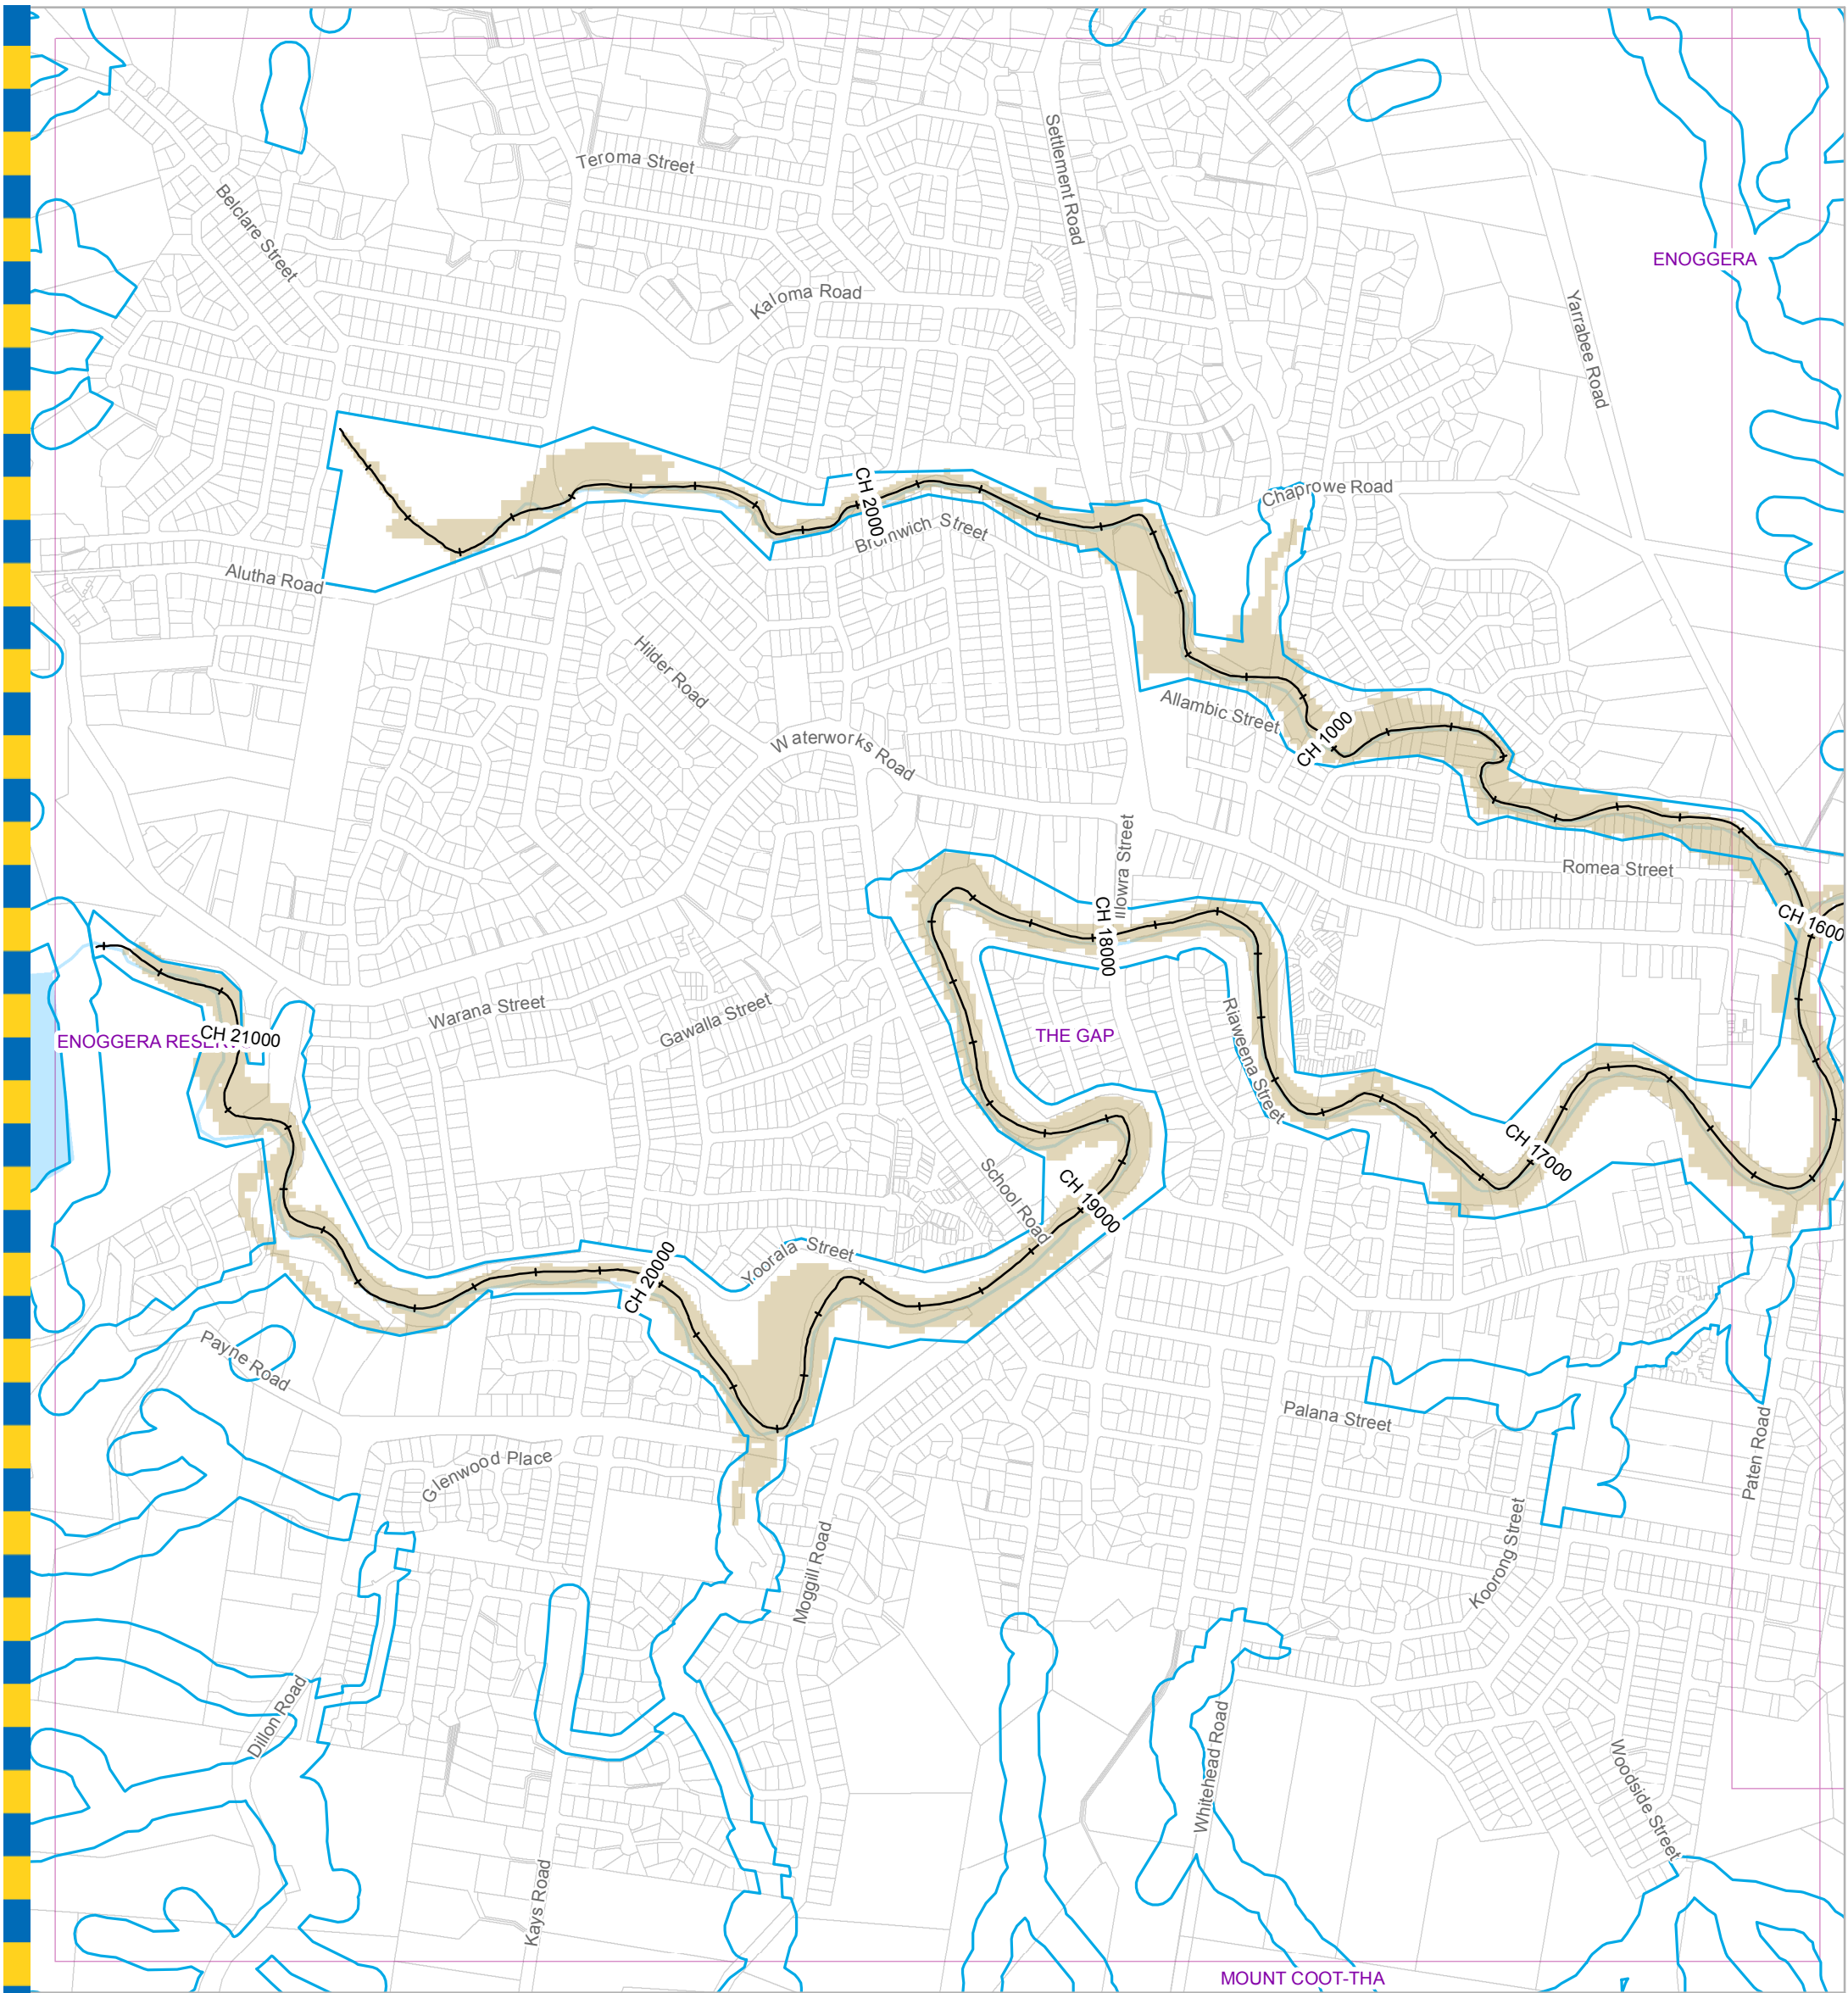 Teroma Street
Settlement Road
Belclare Street
ENOGGERA
Kaloma Road
Yarrabee Road
Chaprowe Road
CH 2000
Bromwich Street
Alutha Road
Hilder Road
Allambic Street
CH 1000
Waterworks Road
Illowra Street
Romea Street
CH 1600
CH 18000
Warana Street
Gawalla Street
Riaweena Street
THE GAP
ENOGGERA RESERV
CH 21000
CH 17000
School Road
CH 19000
Yoorala Street
CH 20000
Payne Road
Palana Street
Paten Road
Glenwood Place
Koorong Street
Moggill Road
Dillon Road
Whitehead Road
Woodside Street
Kays Road
MOUNT COOT-THA